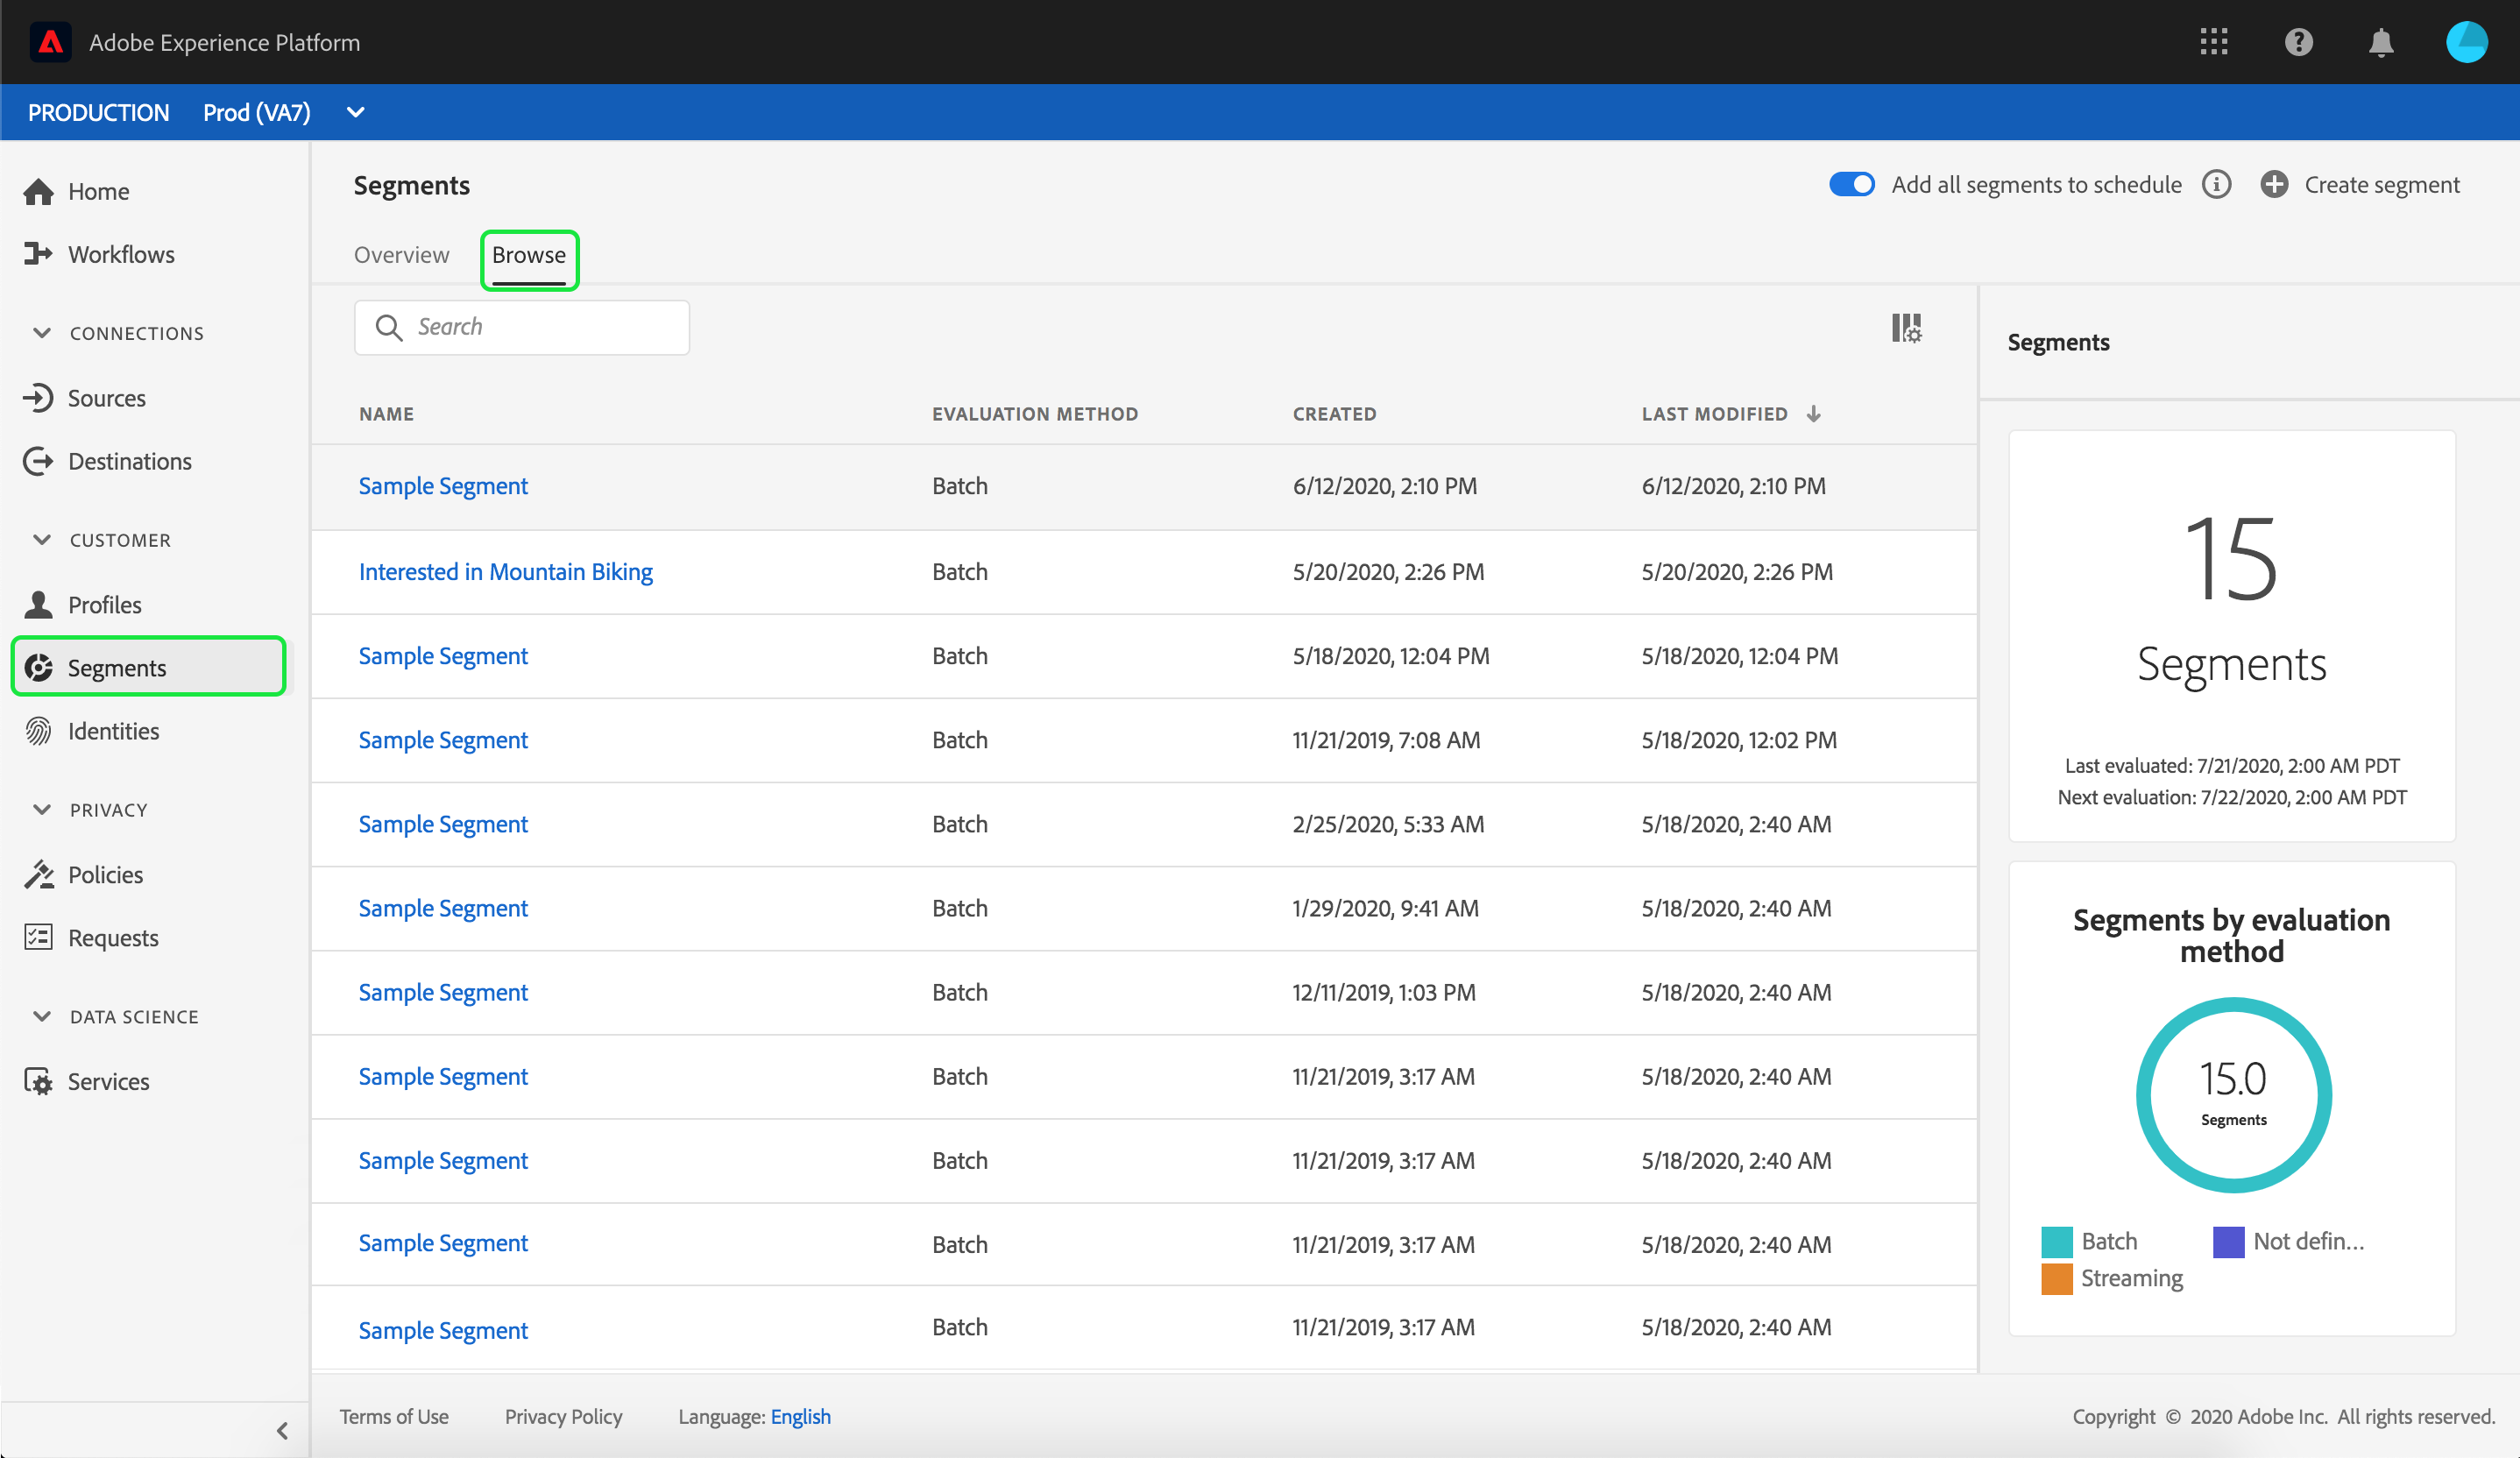 Adobe Experience Platform
PRODUCTION Prod (VA7)
Home
Workflows
CONNECTIONS
Sources
Destinations
CUSTOMER
Profiles
Segments
Identities
PRIVACY
Policies
Requests
DATA SCIENCE
Services
Segments
Add all segments to schedule Create segment
Overview Browse
Search
NAME EVALUATION METHOD CREATED LAST MODIFIED
Sample Segment Batch 6/12/2020, 2:10 PM 6/12/2020, 2:10 PM
Interested in Mountain Biking Batch 5/20/2020, 2:26 PM 5/20/2020, 2:26 PM
Sample Segment Batch 5/18/2020, 12:04 PM 5/18/2020, 12:04 PM
Sample Segment Batch 11/21/2019, 7:08 AM 5/18/2020, 12:02 PM
Sample Segment Batch 2/25/2020, 5:33 AM 5/18/2020, 2:40 AM
Sample Segment Batch 1/29/2020, 9:41 AM 5/18/2020, 2:40 AM
Sample Segment Batch 12/11/2019, 1:03 PM 5/18/2020, 2:40 AM
Sample Segment Batch 11/21/2019, 3:17 AM 5/18/2020, 2:40 AM
Sample Segment Batch 11/21/2019, 3:17 AM 5/18/2020, 2:40 AM
Sample Segment Batch 11/21/2019, 3:17 AM 5/18/2020, 2:40 AM
Sample Segment Batch 11/21/2019, 3:17 AM 5/18/2020, 2:40 AM
Segments
15
Segments
Last evaluated: 7/21/2020, 2:00 AM PDT
Next evaluation: 7/22/2020, 2:00 AM PDT
Segments by evaluation
method
15.0
Segments
Batch Not defin...
Streaming
Terms of Use Privacy Policy Language: English Copyright © 2020 Adobe Inc. All rights reserved.